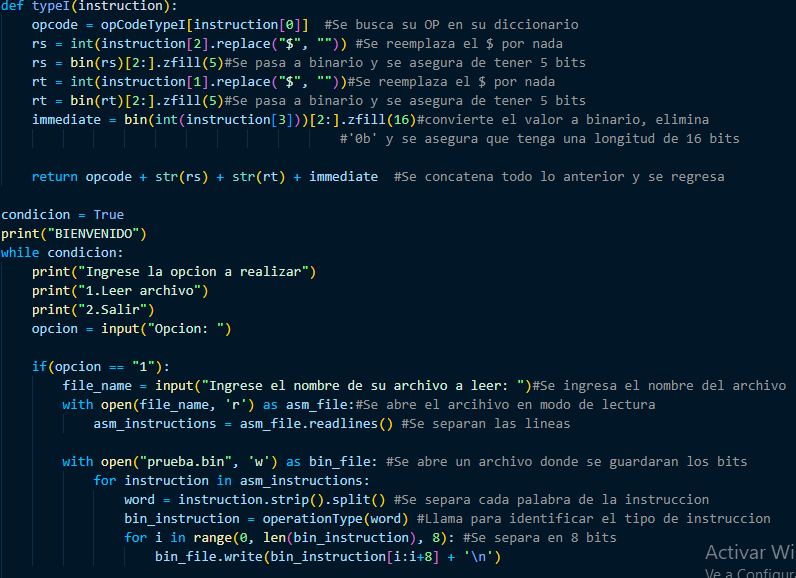 def typeI(instruction):
    opcode = opCodeTypeI[instruction[0]]  #Se busca su OP en su diccionario
    rs = int(instruction[2].replace("$", "")) #Se reemplaza el $ por nada
    rs = bin(rs)[2:].zfill(5)#Se pasa a binario y se asegura de tener 5 bits
    rt = int(instruction[1].replace("$", ""))#Se reemplaza el $ por nada
    rt = bin(rt)[2:].zfill(5)#Se pasa a binario y se asegura de tener 5 bits
    immediate = bin(int(instruction[3]))[2:].zfill(16)#convierte el valor a binario, elimina
                                            #'0b' y se asegura que tenga una longitud de 16 bits
    return opcode + str(rs) + str(rt) + immediate  #Se concatena todo lo anterior y se regresa
condicion = True
print("BIENVENIDO")
while condicion:
    print("Ingrese la opcion a realizar")
    print("1.Leer archivo")
    print("2.Salir")
    opcion = input("Opcion: ")
    if(opcion == "1"):
        file_name = input("Ingrese el nombre de su archivo a leer: ")#Se ingresa el nombre del archivo
        with open(file_name, 'r') as asm_file:#Se abre el arcihivo en modo de lectura
            asm_instructions = asm_file.readlines() #Se separan las lineas
        with open("prueba.bin", 'w') as bin_file: #Se abre un archivo donde se guardaran los bits
            for instruction in asm_instructions:
                word = instruction.strip().split() #Se separa cada palabra de la instruccion
                bin_instruction = operationType(word) #Llama para identificar el tipo de instruccion
                for i in range(0, len(bin_instruction), 8): #Se separa en 8 bits
                    bin_file.write(bin_instruction[i:i+8] + '\n')
Activar Wi
Ve a Configur